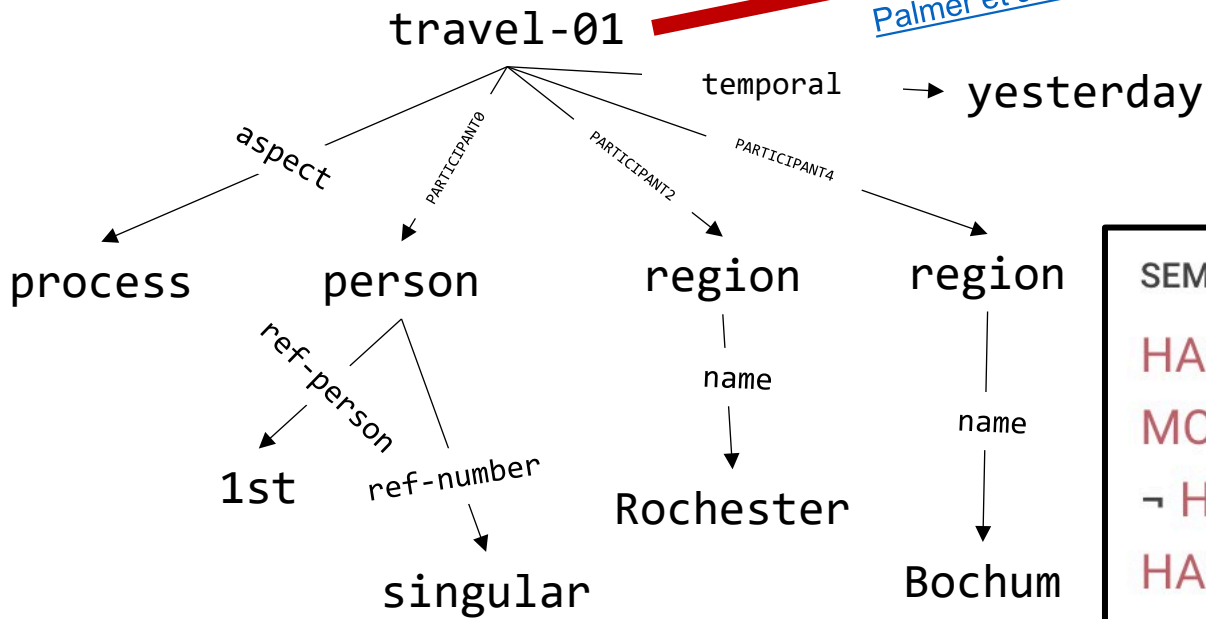 travel-01
Palmer et
temporal
yesterday
aspect
PARTICIPANT0
PARTICIPANT2
PARTICIPANT4
process
person
region
region
ref-person
name
name
1st
ref-number
Rochester
singular
Bochum
SEM
HA
¬ H
HA